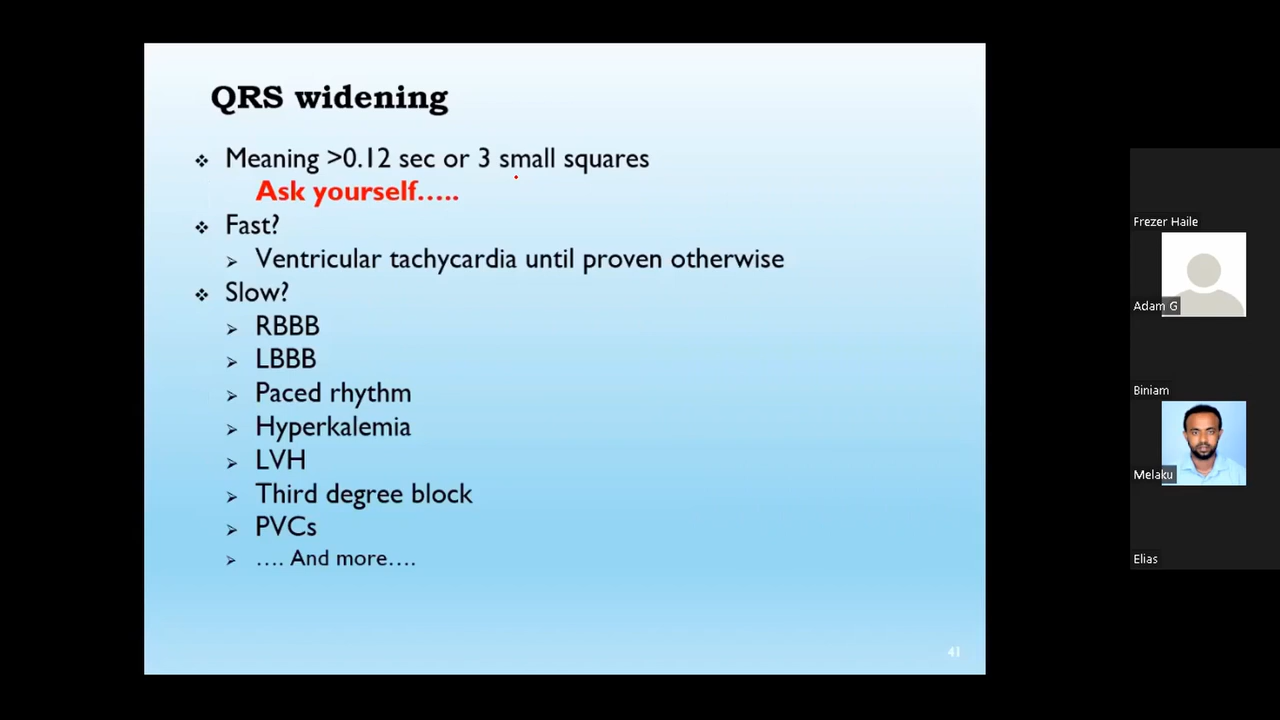 QRS widening
❖ Meaning >0.12 sec or 3 small squares
Ask yourself.....
❖ Fast?
➢ Ventricular tachycardia until proven otherwise
❖ Slow?
➢ RBBB
➢ LBBB
➢ Paced rhythm
➢ Hyperkalemia
➢ LVH
➢ Third degree block
➢ PVCs
➢ .... And more....
41
Frezer Haile
Adam G
Biniam
Melaku
Elias